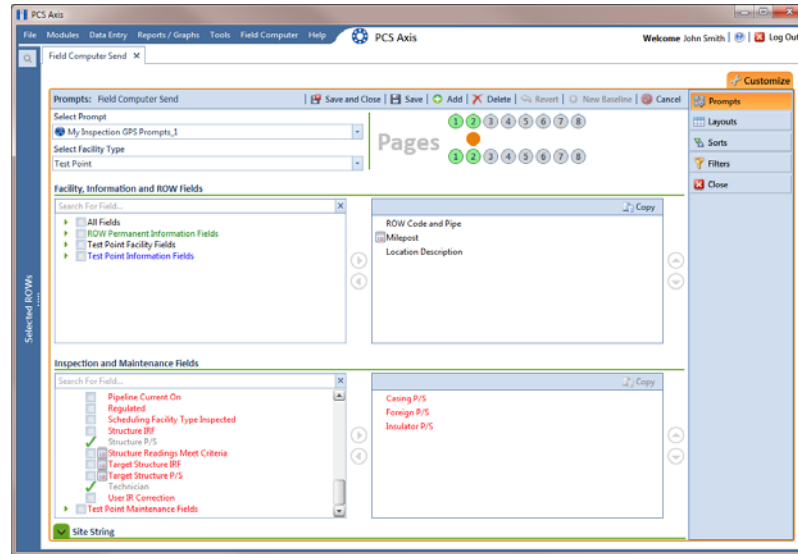 PCS Axis
File Modules Data Entry Reports / Graphs Tools Field Computer Help PCS Axis Welcome John Smith | | Log Out
Field Computer Send ×
Customize
Prompts: Field Computer Send | Save and Close | Save | Add | Delete | Revert | New Baseline | Cancel
Prompts
Layouts
Sorts
Filters
Close
Select Prompt
My Inspection GPS Prompts_1
Select Facility Type
Test Point
Pages
1 2 3 4 5 6 7 8
1 2 3 4 5 6 7 8
Facility, Information and ROW Fields
Search For Field...
All Fields
ROW Permanent Information Fields
Test Point Facility Fields
Test Point Information Fields
Copy
ROW Code and Pipe
Milepost
Location Description
Selected ROWs
Inspection and Maintenance Fields
Search For Field...
Pipeline Current On
Regulated
Scheduling Facility Type Inspected
Structure IRF
Structure P/S
Structure Readings Meet Criteria
Target Structure IRF
Target Structure P/S
Technician
User IR Correction
Test Point Maintenance Fields
Copy
Casing P/S
Foreign P/S
Insulator P/S
Site String